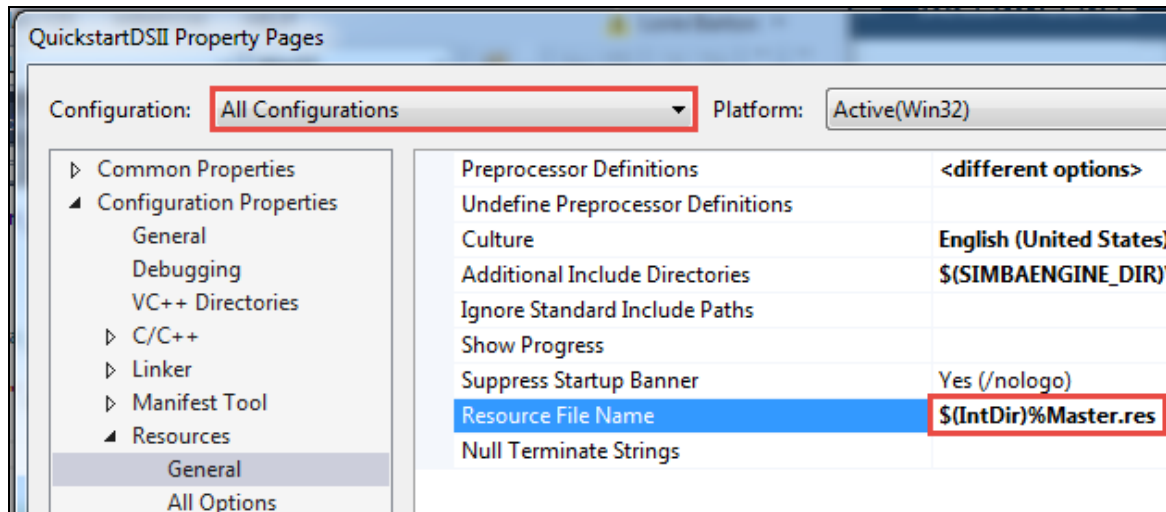 QuickstartDSII Property Pages
Configuration: All Configurations Platform: Active(Win32)
Common Properties
Configuration Properties
General
Debugging
VC++ Directories
C/C++
Linker
Manifest Tool
Resources
General
All Options
Preprocessor Definitions <different options>
Undefine Preprocessor Definitions
Culture English (United States)
Additional Include Directories $(SIMBAENGINE_DIR)
Ignore Standard Include Paths
Show Progress
Suppress Startup Banner Yes (/nologo)
Resource File Name $(IntDir)%Master.res
Null Terminate Strings